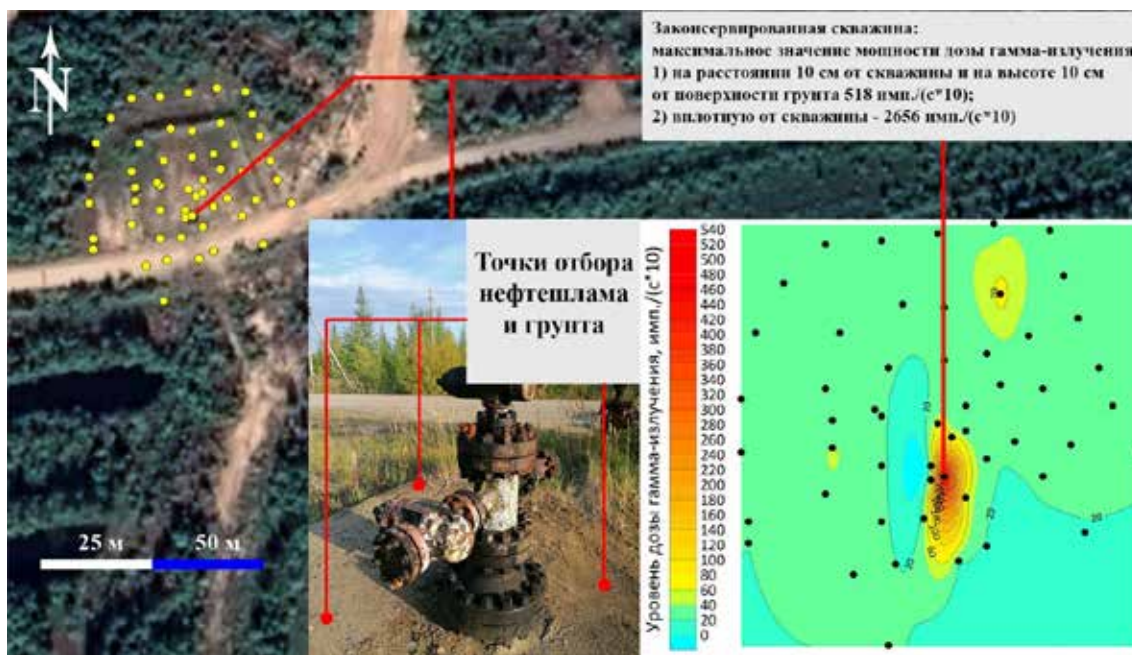 N
Законсервированная скважина:
максимальное значение мощности дозы гамма-излучения
1) на расстоянии 10 см от скважины и на высоте 10 см
от поверхности грунта 518 имп./(с*10);
2) вплотную от скважины - 2656 имп./(с*10)
Точки отбора
нефтешлама
и грунта
25 м 50 м
Уровень дозы гамма-излучения, имп./(с*10)
540
520
480
460
440
420
400
380
360
340
320
300
280
260
240
220
200
180
160
140
120
100
80
60
40
20
0
20
20
20